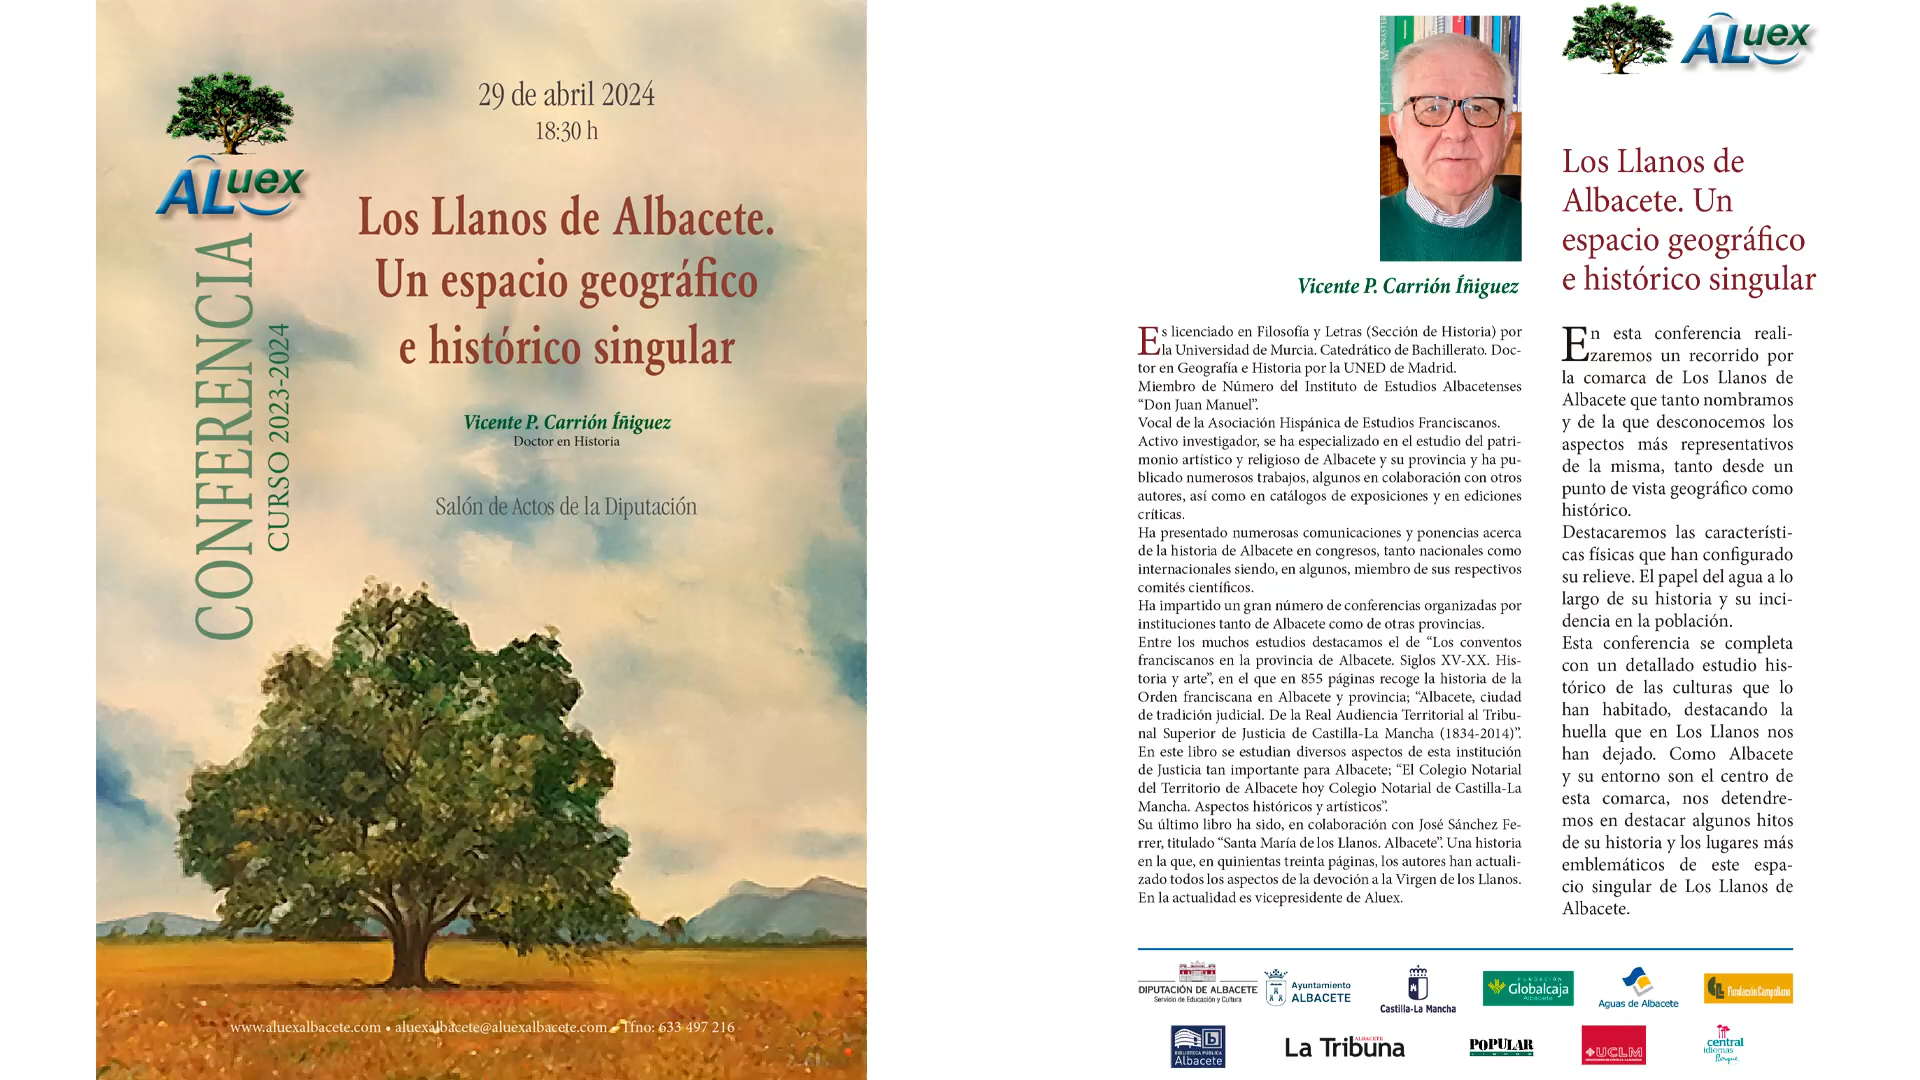 ALuex
CONFERENCIA
CURSO 2023-2024
29 de abril 2024
18:30 h
Los Llanos de Albacete.
Un espacio geográfico
e histórico singular
Vicente P. Carrión Íñiguez
Doctor en Historia
Salón de Actos de la Diputación
www.aluexalbacete.com • aluexalbacete@aluexalbacete.com - Tfno: 633 497 216
Vicente P. Carrión Íñiguez
Es licenciado en Filosofía y Letras (Sección de Historia) por
la Universidad de Murcia. Catedrático de Bachillerato. Doc-
tor en Geografía e Historia por la UNED de Madrid.
Miembro de Número del Instituto de Estudios Albacetenses
“Don Juan Manuel”.
Vocal de la Asociación Hispánica de Estudios Franciscanos.
Activo investigador, se ha especializado en el estudio del patri-
monio artístico y religioso de Albacete y su provincia y ha pu-
blicado numerosos trabajos, algunos en colaboración con otros
autores, así como en catálogos de exposiciones y en ediciones
críticas.
Ha presentado numerosas comunicaciones y ponencias acerca
de la historia de Albacete en congresos, tanto nacionales como
internacionales siendo, en algunos, miembro de sus respectivos
comités científicos.
Ha impartido un gran número de conferencias organizadas por
instituciones tanto de Albacete como de otras provincias.
Entre los muchos estudios destacamos el de “Los conventos
franciscanos en la provincia de Albacete. Siglos XV-XX. His-
toria y arte”, en el que en 855 páginas recoge la historia de la
Orden franciscana en Albacete y provincia; “Albacete, ciudad
de tradición judicial. De la Real Audiencia Territorial al Tribu-
nal Superior de Justicia de Castilla-La Mancha (1834-2014)”.
En este libro se estudian diversos aspectos de esta institución
de Justicia tan importante para Albacete; “El Colegio Notarial
del Territorio de Albacete hoy Colegio Notarial de Castilla-La
Mancha. Aspectos históricos y artísticos”.
Su último libro ha sido, en colaboración con José Sánchez Fe-
rrer, titulado “Santa María de los Llanos. Albacete”. Una historia
en la que, en quinientas treinta páginas, los autores han actuali-
zado todos los aspectos de la devoción a la Virgen de los Llanos.
En la actualidad es vicepresidente de Aluex.
ALuex
Los Llanos de
Albacete. Un
espacio geográfico
e histórico singular
En esta conferencia reali-
zaremos un recorrido por
la comarca de Los Llanos de
Albacete que tanto nombramos
y de la que desconocemos los
aspectos más representativos
de la misma, tanto desde un
punto de vista geográfico como
histórico.
Destacaremos las característi-
cas físicas que han configurado
su relieve. El papel del agua a lo
largo de su historia y su inci-
dencia en la población.
Esta conferencia se completa
con un detallado estudio his-
tórico de las culturas que lo
han habitado, destacando la
huella que en Los Llanos nos
han dejado. Como Albacete
y su entorno son el centro de
esta comarca, nos detendre-
mos en destacar algunos hitos
de su historia y los lugares más
emblemáticos de este espa-
cio singular de Los Llanos de
Albacete.
DIPUTACIÓN DE ALBACETE
Servicio de Educación y Cultura
Ayuntamiento
ALBACETE
Castilla-La Mancha
FUNDACIÓN
Globalcaja
Albacete
Aguas de Albacete
Fundación Campollano
BIBLIOTECA PÚBLICA
Albacete
ALBACETE
La Tribuna
POPULAR
LIBROS
UCLM
central
idiomas
Parque